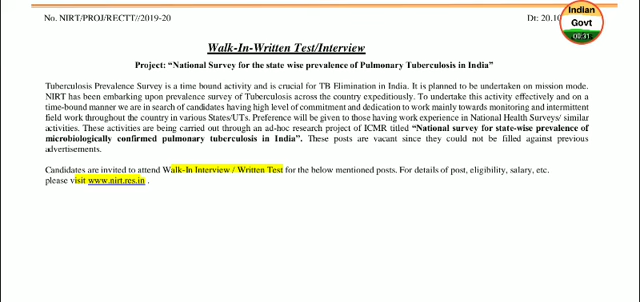 No. NIRT/PROJ/RECTT//2019-20 Dt: 20.10
Indian
Govt
00:31
Walk-In-Written Test/Interview
Project: “National Survey for the state wise prevalence of Pulmonary Tuberculosis in India”
Tuberculosis Prevalence Survey is a time bound activity and is crucial for TB Elimination in India. It is planned to be undertaken on mission mode.
NIRT has been embarking upon prevalence survey of Tuberculosis across the country expeditiously. To undertake this activity effectively and on a
time-bound manner we are in search of candidates having high level of commitment and dedication to work mainly towards monitoring and intermittent
field work throughout the country in various States/UTs. Preference will be given to those having work experience in National Health Surveys/ similar
activities. These activities are being carried out through an ad-hoc research project of ICMR titled “National survey for state-wise prevalence of
microbiologically confirmed pulmonary tuberculosis in India”. These posts are vacant since they could not be filled against previous
advertisements.
Candidates are invited to attend Walk-In Interview / Written Test for the below mentioned posts. For details of post, eligibility, salary, etc.
please visit www.nirt.res.in .